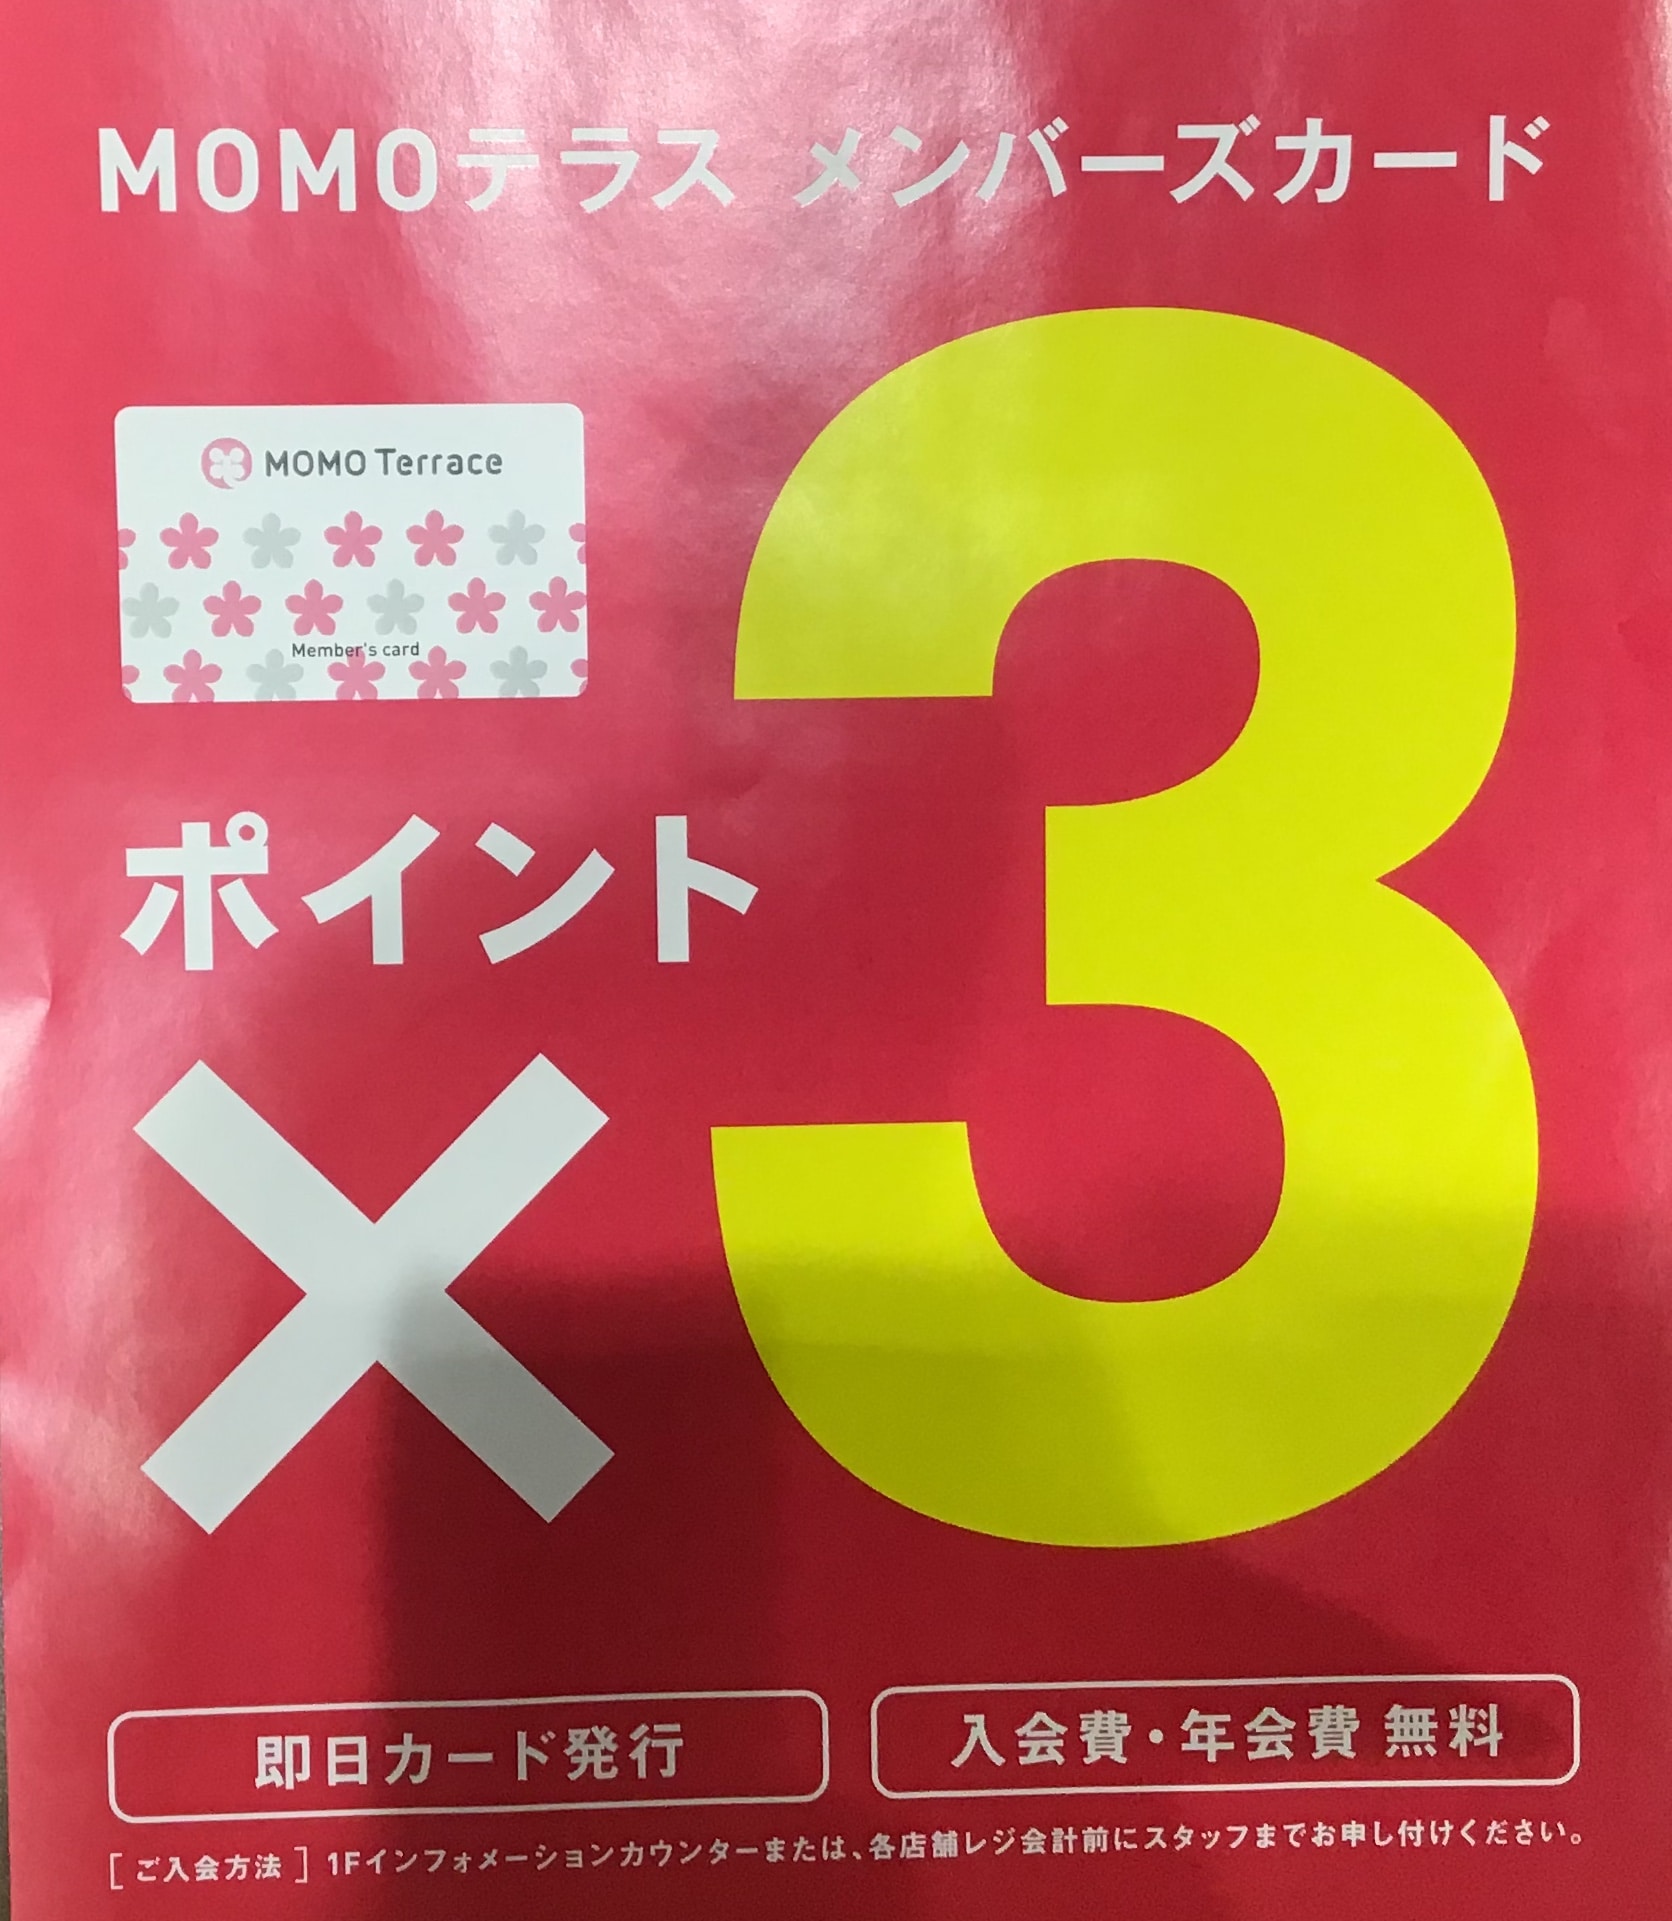 MOMOテラス メンバーズカード
MOMO Terrace
Member's card
ポイント
×3
即日カード発行
入会費・年会費 無料
[ ご入会方法 ] 1Fインフォメーションカウンターまたは、各店舗レジ会計前にスタッフまでお申し付けください。